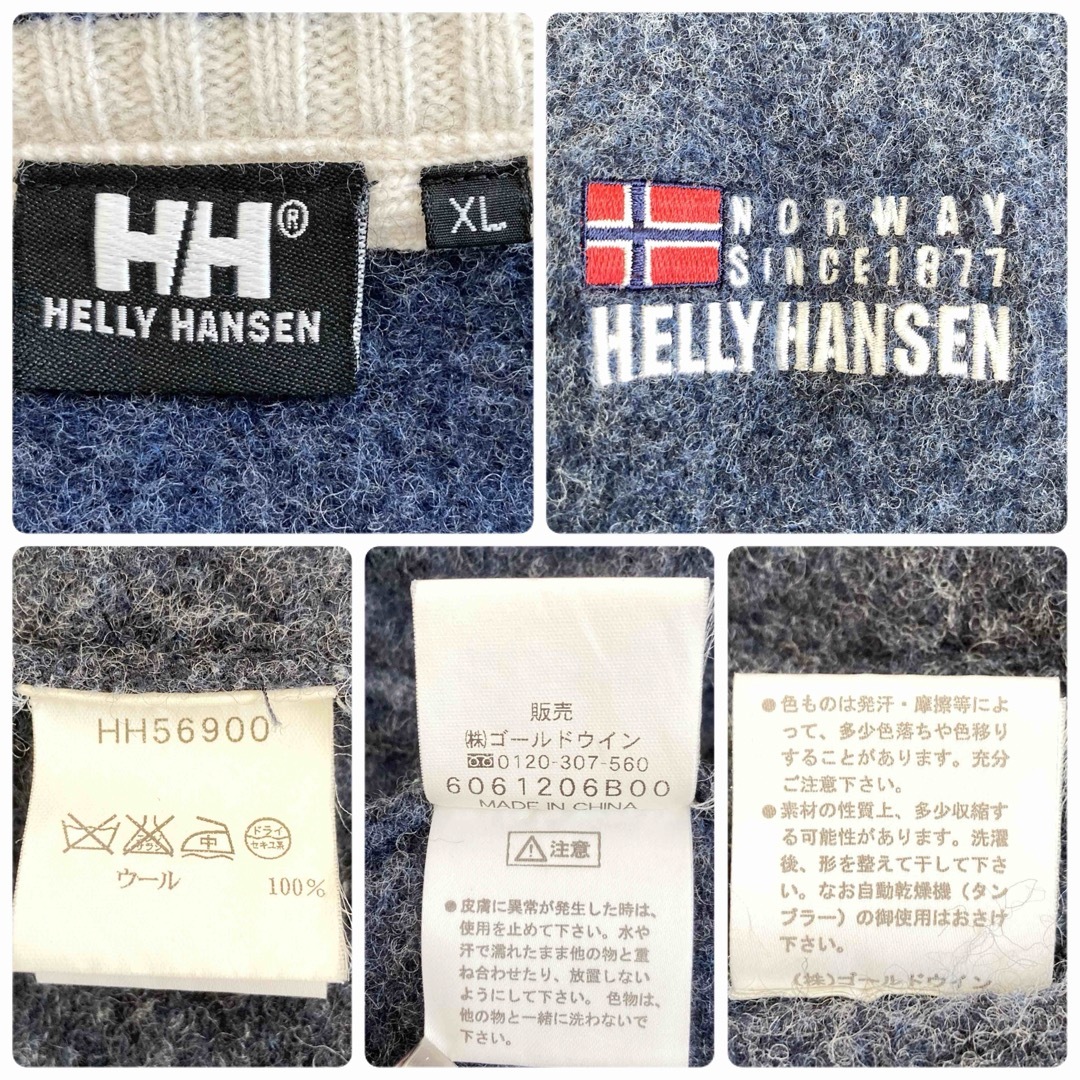 HH®
HELLY HANSEN
XL
NORWAY
SINCE1877
HELLY HANSEN
HH56900
ドライ
セキユ系
エンソサラシ
中
ウール 100%
販売
(株)ゴールドウイン
0120-307-560
6061206B00
MADE IN CHINA
注意
●皮膚に異常が発生した時は、
使用を止めて下さい。水や
汗で濡れたまま他の物と重
ね合わせたり、放置しない
ようにして下さい。色物は、
他の物と一緒に洗わないで
下さい。
●色ものは発汗・摩擦等によ
って、多少色落ちや色移り
することがあります。充分
ご注意下さい。
●素材の性質上、多少収縮す
る可能性があります。洗濯
後、形を整えて干して下さ
い。なお自動乾燥機（タン
ブラー）の御使用はおさけ
下さい。
(株)ゴールドウイン